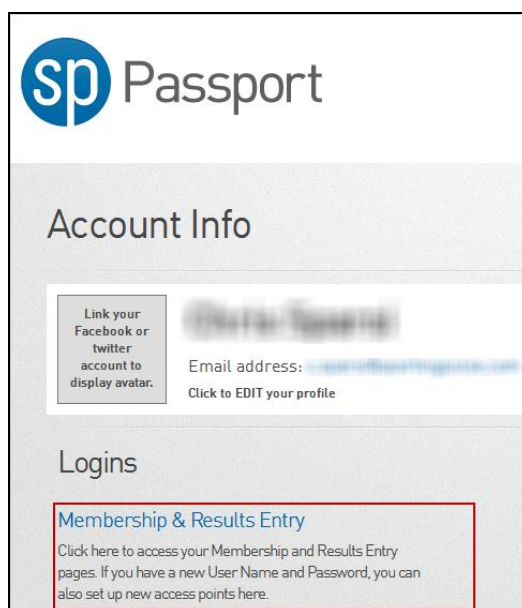 sp Passport
Account Info
Link your
Facebook or
twitter
account to
display avatar.
Email address:
Click to EDIT your profile
Logins
Membership & Results Entry
Click here to access your Membership and Results Entry
pages. If you have a new User Name and Password, you can
also set up new access points here.